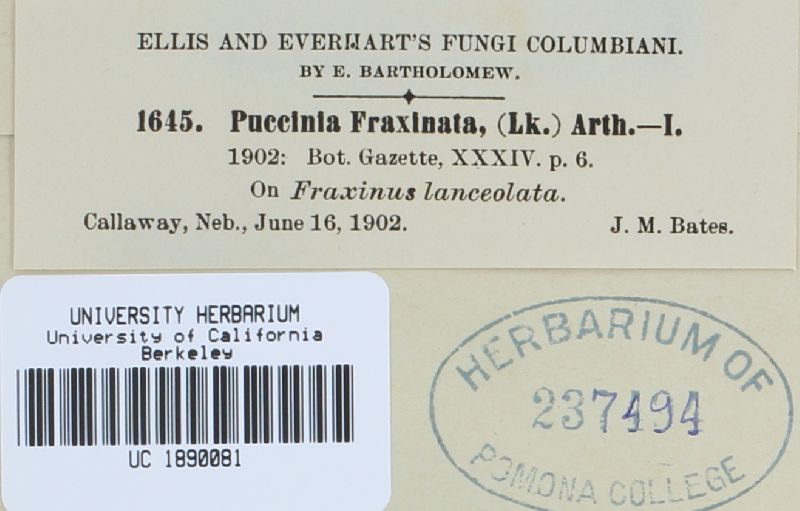 ELLIS AND EVERHART'S FUNGI COLUMBIANI.
BY E. BARTHOLOMEW.
1645. Puccinia Fraxinata, (Lk.) Arth.—I.
1902: Bot. Gazette, XXXIV. p. 6.
On Fraxinus lanceolata.
Callaway, Neb., June 16, 1902. J. M. Bates.
UNIVERSITY HERBARIUM
University of California
Berkeley
UC 1890081
HERBARIUM OF
237494
POMONA COLLEGE